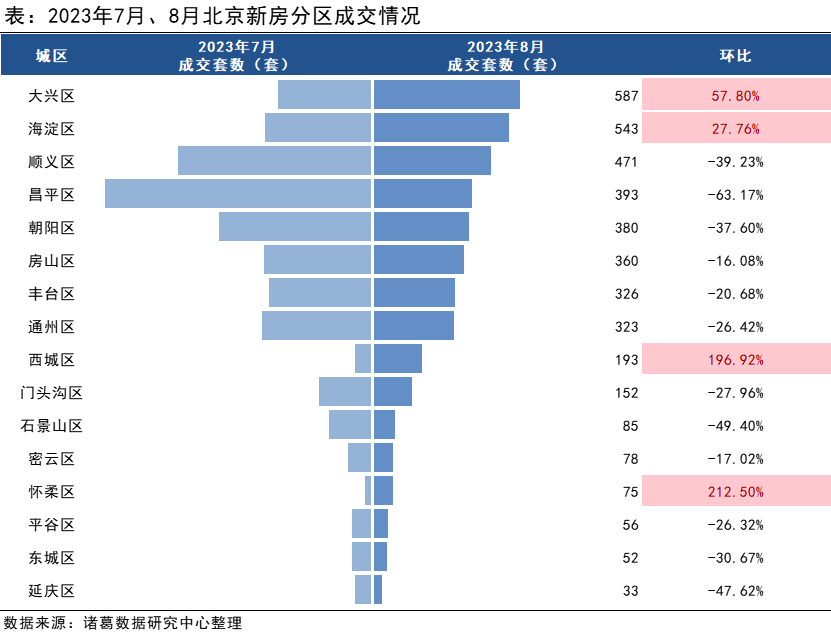 表：2023年7月、8月北京新房分区成交情况
城区 2023年7月 成交套数（套） 2023年8月 成交套数（套） 环比
大兴区 587 57.80%
海淀区 543 27.76%
顺义区 471 -39.23%
昌平区 393 -63.17%
朝阳区 380 -37.60%
房山区 360 -16.08%
丰台区 326 -20.68%
通州区 323 -26.42%
西城区 193 196.92%
门头沟区 152 -27.96%
石景山区 85 -49.40%
密云区 78 -17.02%
怀柔区 75 212.50%
平谷区 56 -26.32%
东城区 52 -30.67%
延庆区 33 -47.62%
数据来源：诸葛数据研究中心整理